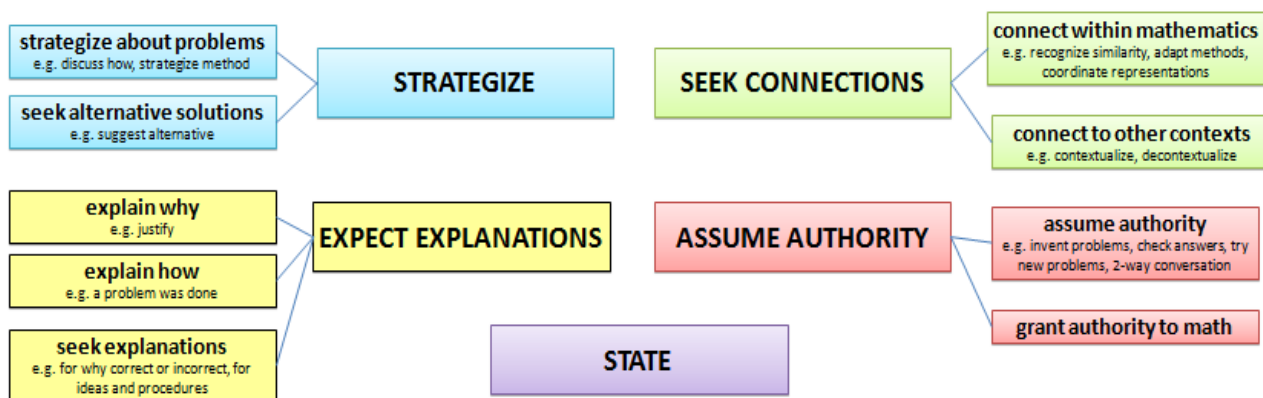 strategize about problems
e.g. discuss how, strategize method
seek alternative solutions
e.g. suggest alternative
STRATEGIZE
SEEK CONNECTIONS
connect within mathematics
e.g. recognize similarity, adapt methods,
coordinate representations
connect to other contexts
e.g. contextualize, decontextualize
explain why
e.g. justify
explain how
e.g. a problem was done
seek explanations
e.g. for why correct or incorrect, for
ideas and procedures
EXPECT EXPLANATIONS
ASSUME AUTHORITY
assume authority
e.g. invent problems, check answers, try
new problems, 2-way conversation
grant authority to math
STATE